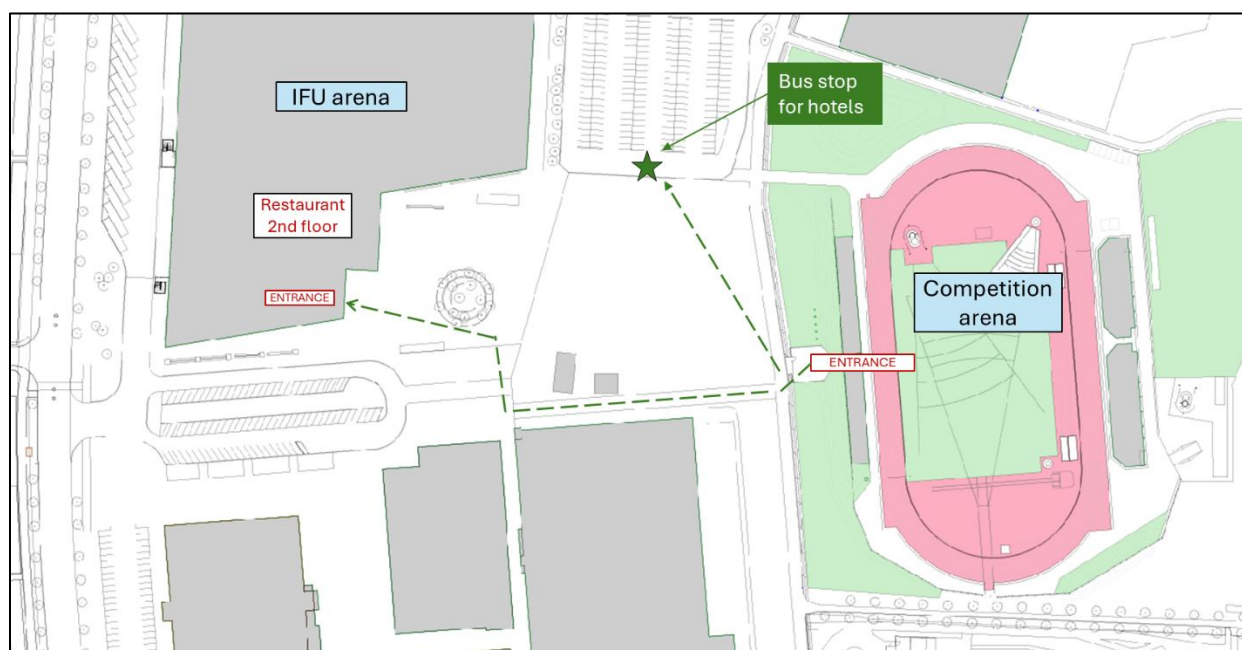 IFU arena
Bus stop
for hotels
Restaurant
2nd floor
Competition
arena
ENTRANCE
ENTRANCE